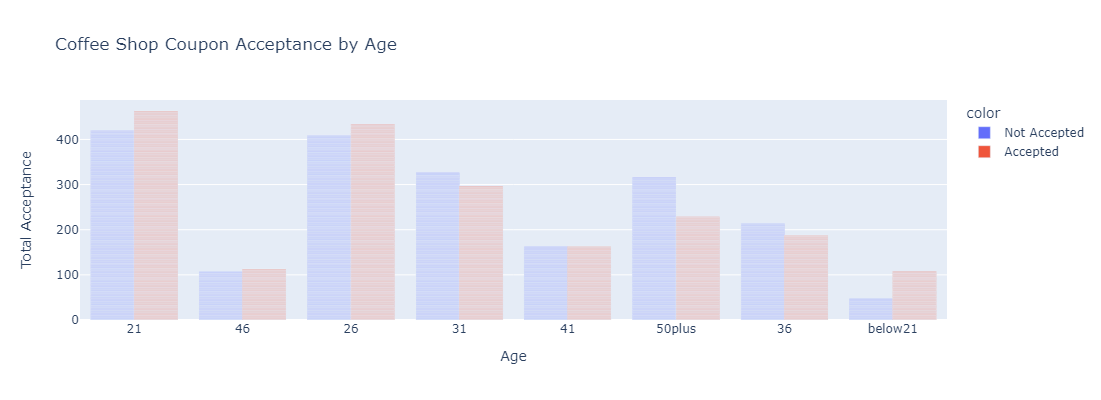 Coffee Shop Coupon Acceptance by Age
color
Not Accepted
Accepted
Total Acceptance
400
300
200
100
0
21 46 26 31 41 50plus 36 below21
Age